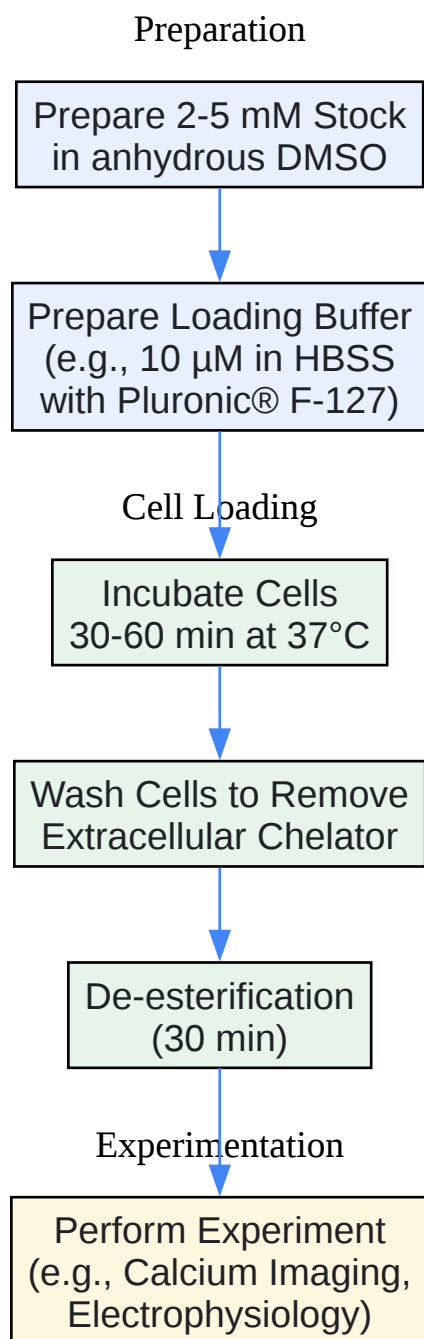 Preparation
Prepare 2-5 mM Stock
in anhydrous DMSO
Prepare Loading Buffer
(e.g., 10 µM in HBSS
with Pluronic® F-127)
Cell Loading
Incubate Cells
30-60 min at 37°C
Wash Cells to Remove
Extracellular Chelator
De-esterification
(30 min)
Experimentation
Perform Experiment
(e.g., Calcium Imaging,
Electrophysiology)